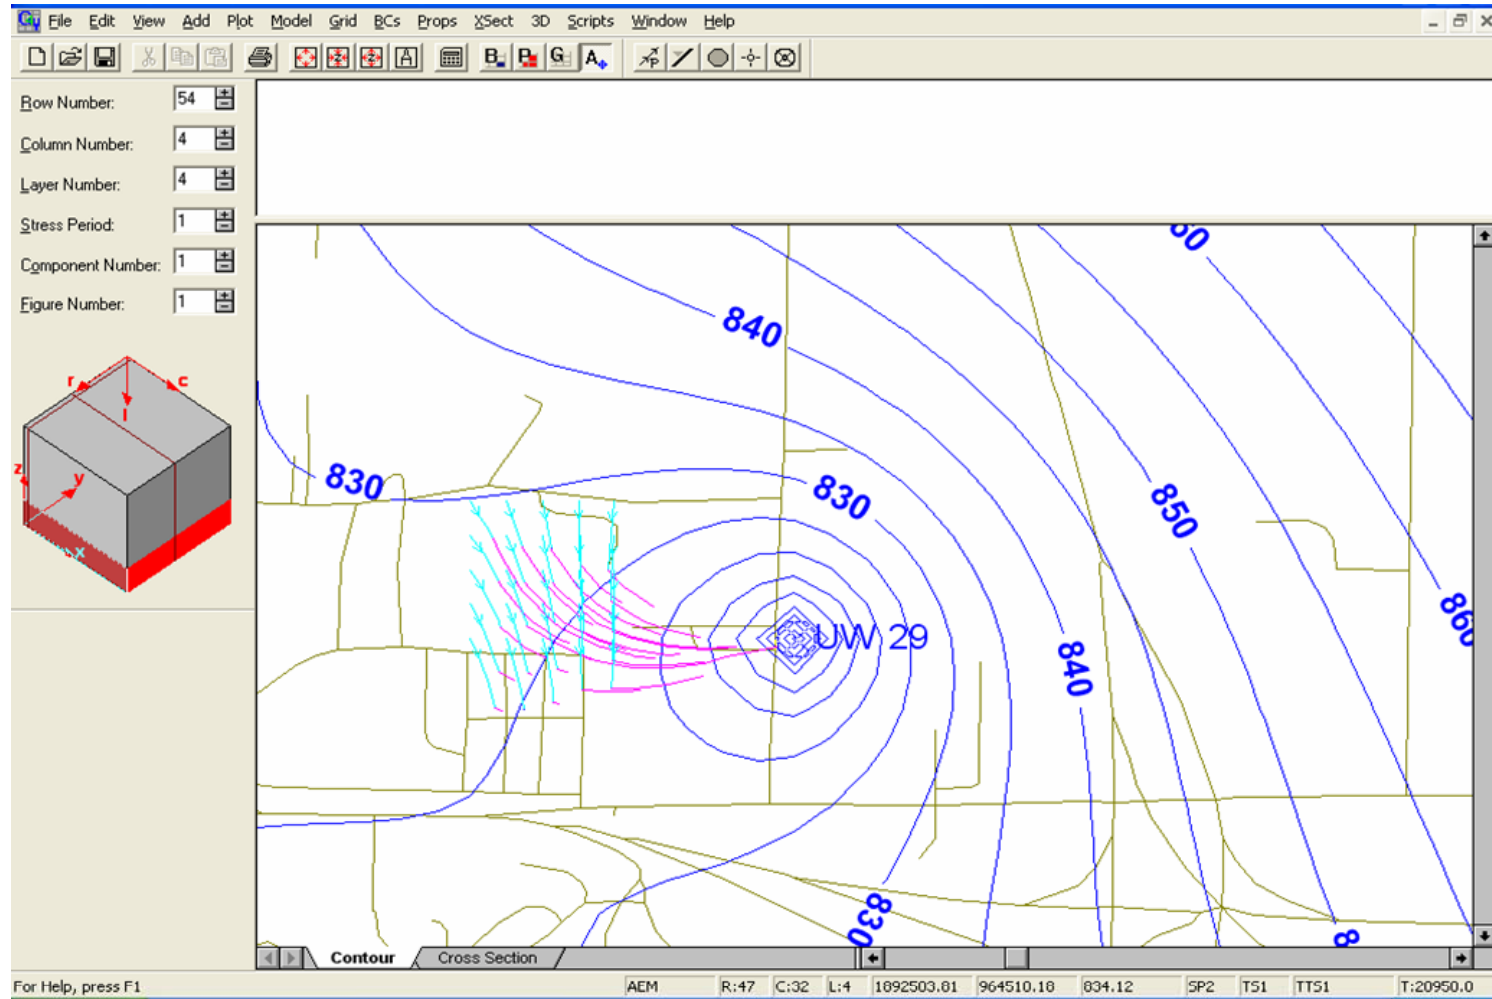 File Edit View Add Plot Model Grid BCs Props XSect 3D Scripts Window Help
Row Number: 54
Column Number: 4
Layer Number: 4
Stress Period: 1
Component Number: 1
Figure Number: 1
r c
l
z y
x
60
840
830 830
850
860
UW 29
840
830
8
Contour Cross Section
For Help, press F1 AEM R:47 C:32 L:4 1892503.81 964510.18 834.12 SP2 TS1 TTS1 T:20950.0